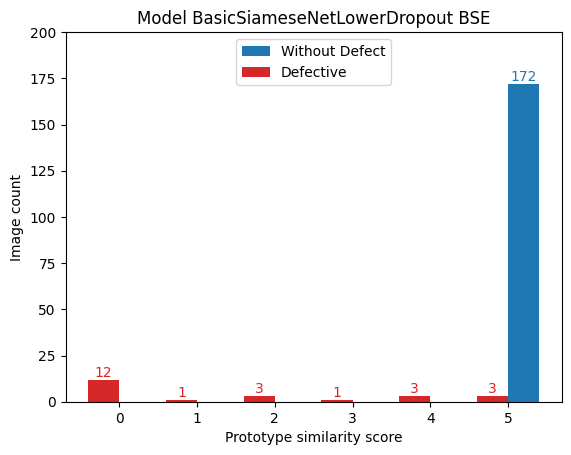 Model BasicSiameseNetLowerDropout BSE
200
175
150
125
100
75
50
25
0
Image count
Without Defect
Defective
12
1
3
1
3
3
172
0 1 2 3 4 5
Prototype similarity score